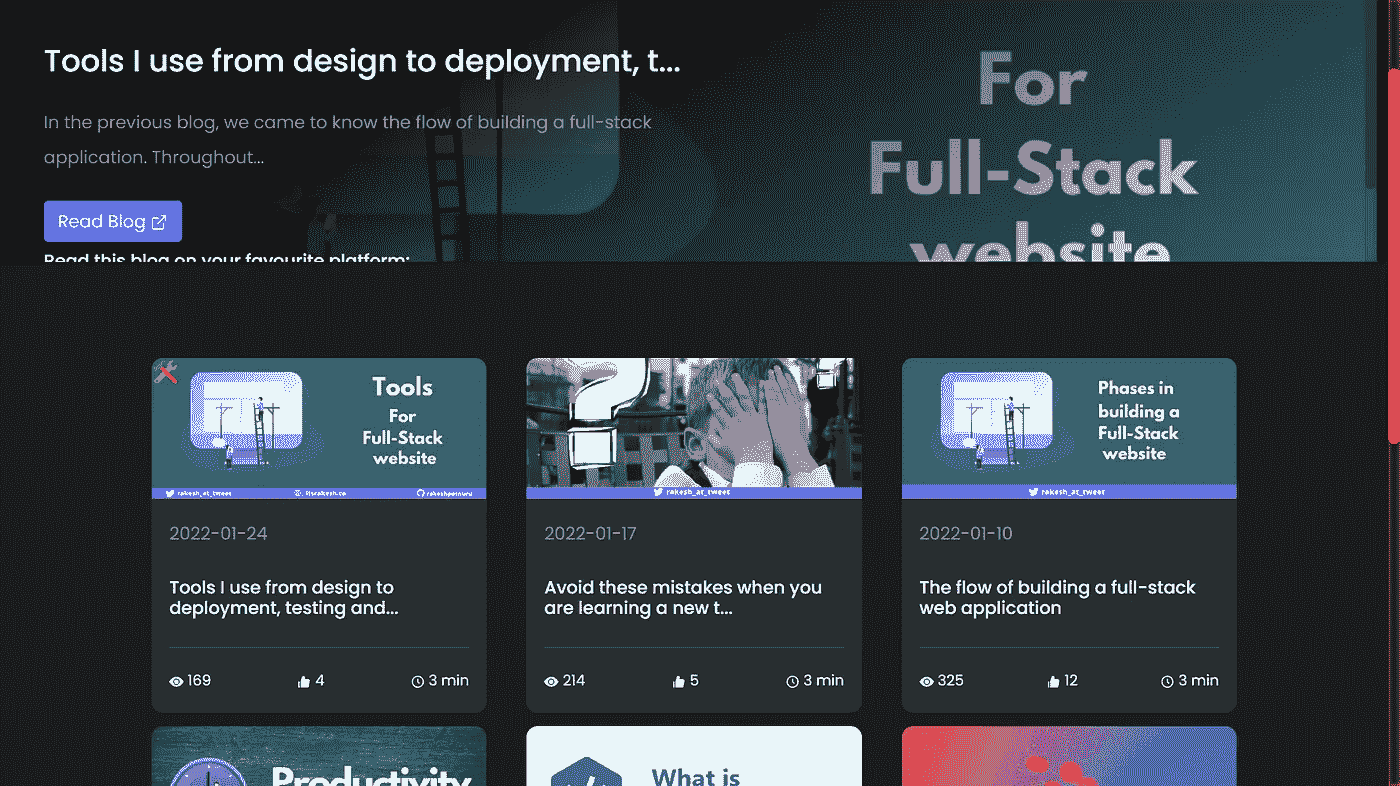 Tools I use from design to deployment, t...
In the previous blog, we came to know the flow of building a full-stack
application. Throughout...
Read Blog
Read this blog on your favourite platform:
For
Full-Stack
website
Tools
For
Full-Stack
website
rakesh_at_tweet
rakeshpotnuru
2022-01-24
Tools I use from design to
deployment, testing and...
169 4 3 min
rakesh_at_tweet
2022-01-17
Avoid these mistakes when you
are learning a new t...
214 5 3 min
Phases in
building a
Full-Stack
website
rakesh_at_tweet
2022-01-10
The flow of building a full-stack
web application
325 12 3 min
Productivity
What is